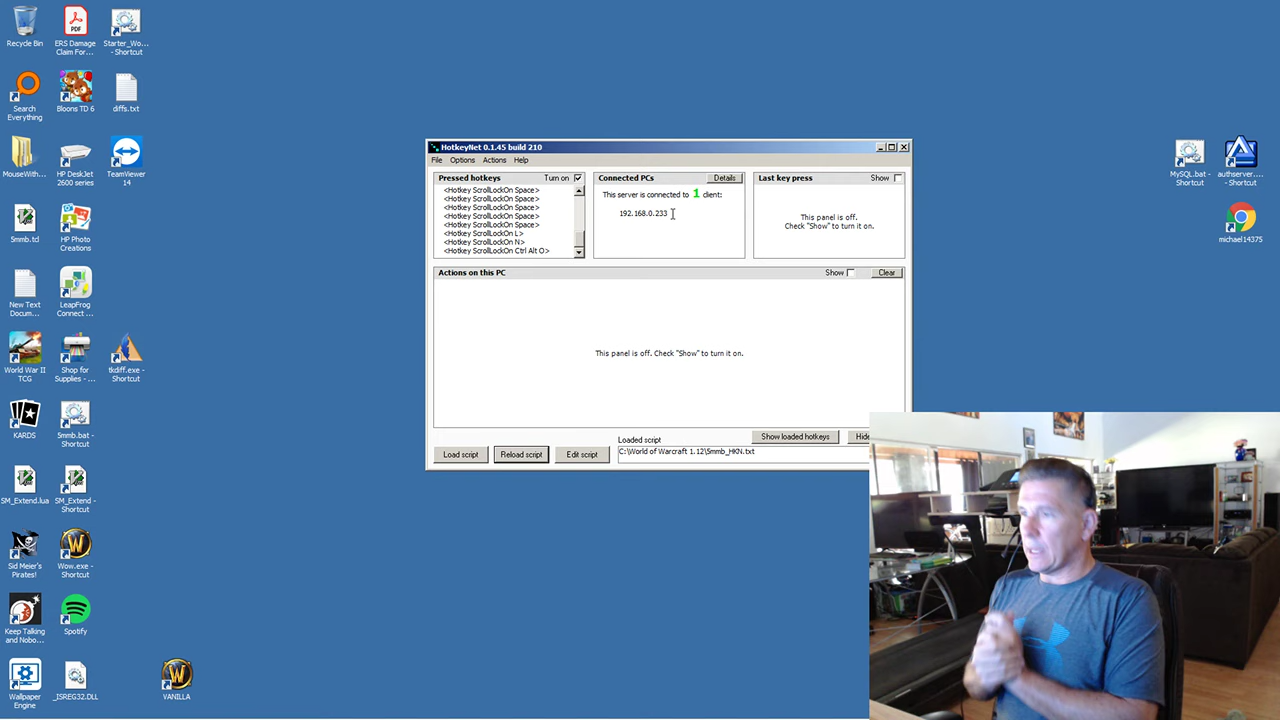 Recycle Bin
ERS Damage
Claim For...
Starter_Wo...
- Shortcut
Search
Everything
Bloons TD 6
diffs.txt
MouseWith...
HP DeskJet
2600 series
TeamViewer
14
5mmb.td
HP Photo
Creations
New Text
Docum...
LeapFrog
Connect ...
World War II
TCG
Shop for
Supplies - ...
tkdiff.exe -
Shortcut
KARDS
5mmb.bat -
Shortcut
SM_Extend.lua
SM_Extend -
Shortcut
Sid Meier's
Pirates!
Wow.exe -
Shortcut
Keep Talking
and Nobo...
Spotify
Wallpaper
Engine
_ISREG32.DLL
VANILLA
HotkeyNet 0.1.45 build 210
File Options Actions Help
Pressed hotkeys Turn on
<Hotkey ScrollLockOn Space>
<Hotkey ScrollLockOn Space>
<Hotkey ScrollLockOn Space>
<Hotkey ScrollLockOn Space>
<Hotkey ScrollLockOn Space>
<Hotkey ScrollLockOn L>
<Hotkey ScrollLockOn N>
<Hotkey ScrollLockOn Ctrl Alt O>
Connected PCs Details
This server is connected to 1 client:
192.168.0.233
Last key press Show
This panel is off.
Check "Show" to turn it on.
Actions on this PC Show Clear
This panel is off. Check "Show" to turn it on.
Show loaded hotkeys Hide
Load script Reload script Edit script
Loaded script
C:\World of Warcraft 1.12\5mmb_HKN.txt
MySQL.bat -
Shortcut
authserver....
- Shortcut
michael14375